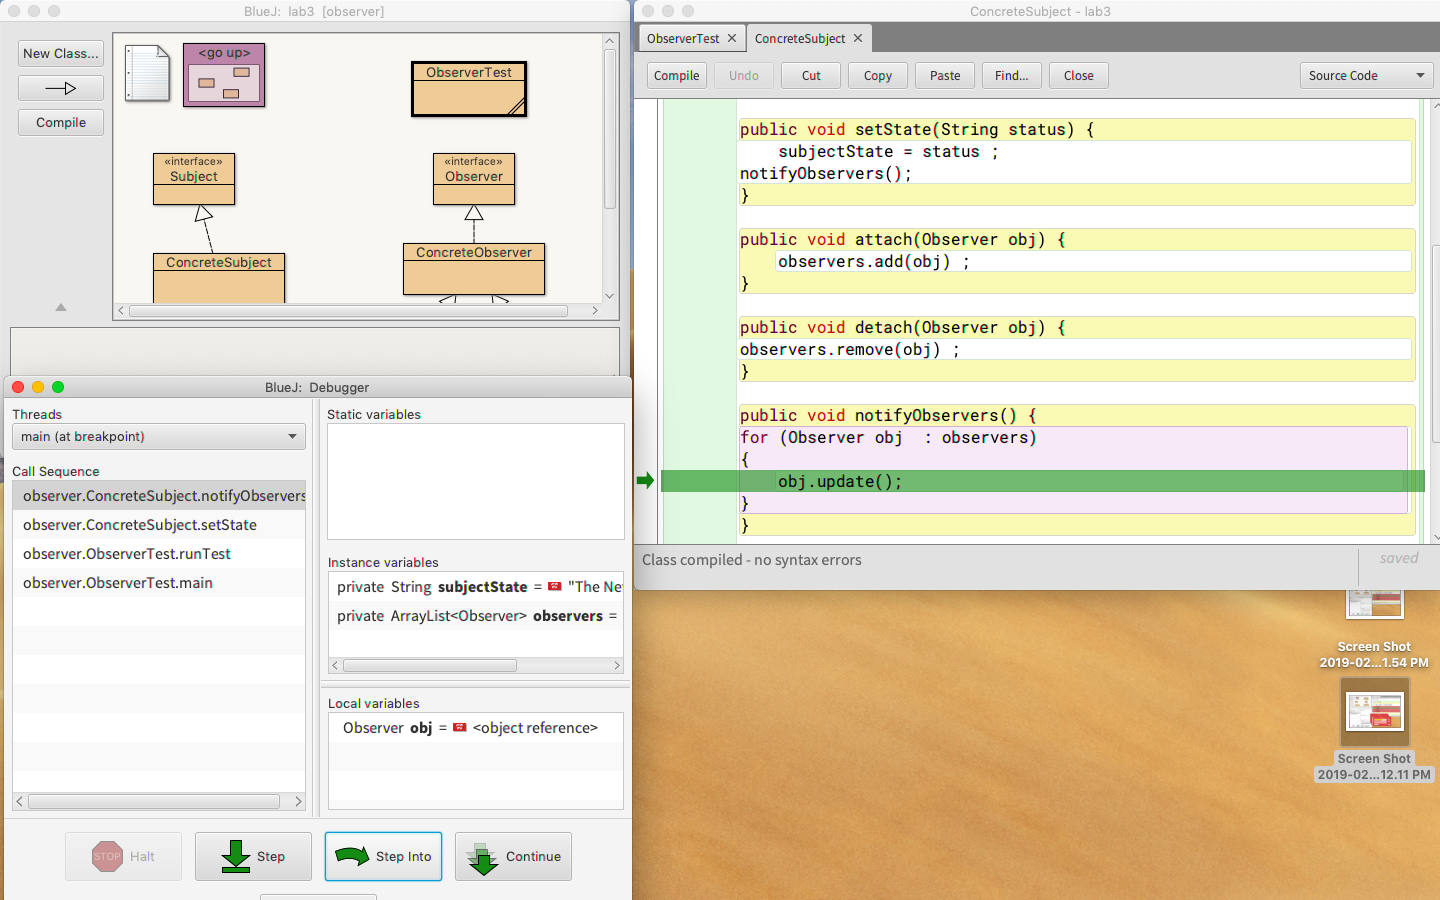 BlueJ: lab3 [observer]
New Class...
Compile
<go up>
ObserverTest
«interface»
Subject
«interface»
Observer
ConcreteSubject
ConcreteObserver
BlueJ: Debugger
Threads
main (at breakpoint)
Call Sequence
observer.ConcreteSubject.notifyObservers
observer.ConcreteSubject.setState
observer.ObserverTest.runTest
observer.ObserverTest.main
Static variables
Instance variables
private String subjectState = "The Ne
private ArrayList<Observer> observers =
Local variables
Observer obj = <object reference>
STOP Halt
Step
Step Into
Continue
ConcreteSubject - lab3
ObserverTest ×
ConcreteSubject ×
Compile
Undo
Cut
Copy
Paste
Find...
Close
Source Code
public void setState(String status) {
subjectState = status ;
notifyObservers();
}
public void attach(Observer obj) {
observers.add(obj) ;
}
public void detach(Observer obj) {
observers.remove(obj) ;
}
public void notifyObservers() {
for (Observer obj  : observers)
{
obj.update();
}
}
Class compiled - no syntax errors
saved
Screen Shot
2019-02...1.54 PM
Screen Shot
2019-02...12.11 PM